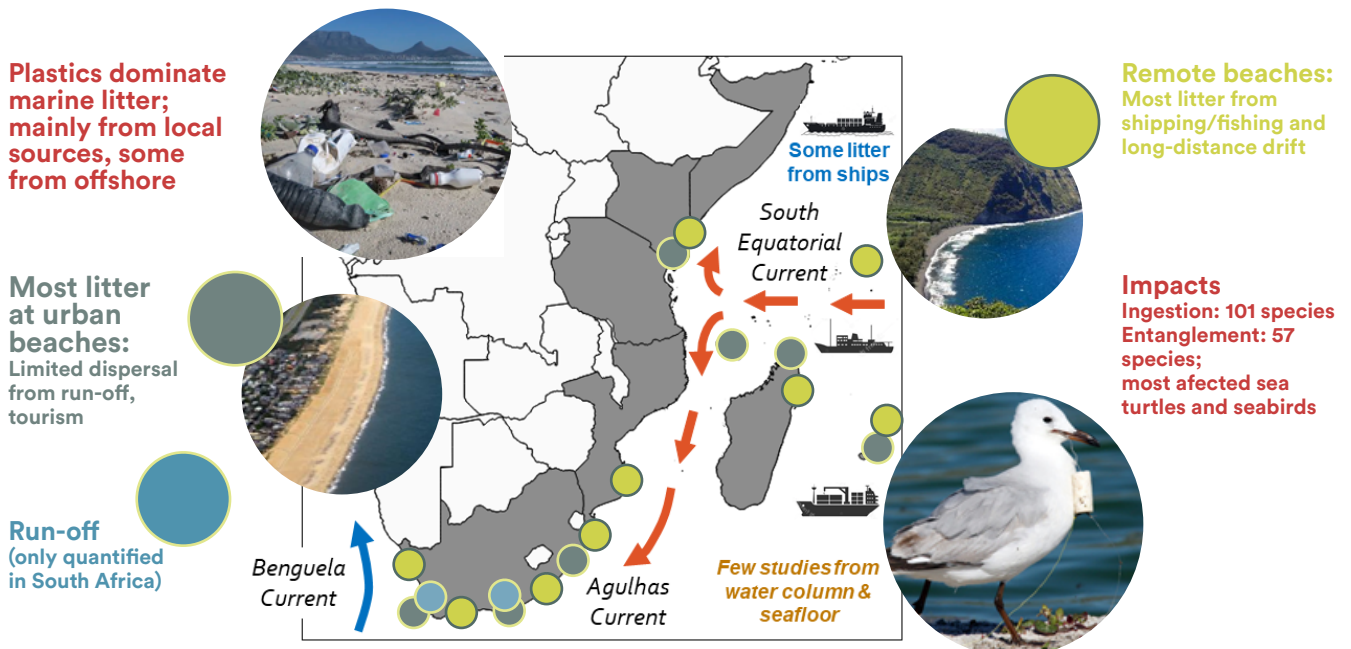 Plastics dominate
marine litter;
mainly from local
sources, some
from offshore
Most litter
at urban
beaches:
Limited dispersal
from run-off,
tourism
Run-off
(only quantified
in South Africa)
Some litter
from ships
South
Equatorial
Current
Benguela
Current
Agulhas
Current
Few studies from
water column &
seafloor
Remote beaches:
Most litter from
shipping/fishing and
long-distance drift
Impacts
Ingestion: 101 species
Entanglement: 57
species;
most afected sea
turtles and seabirds